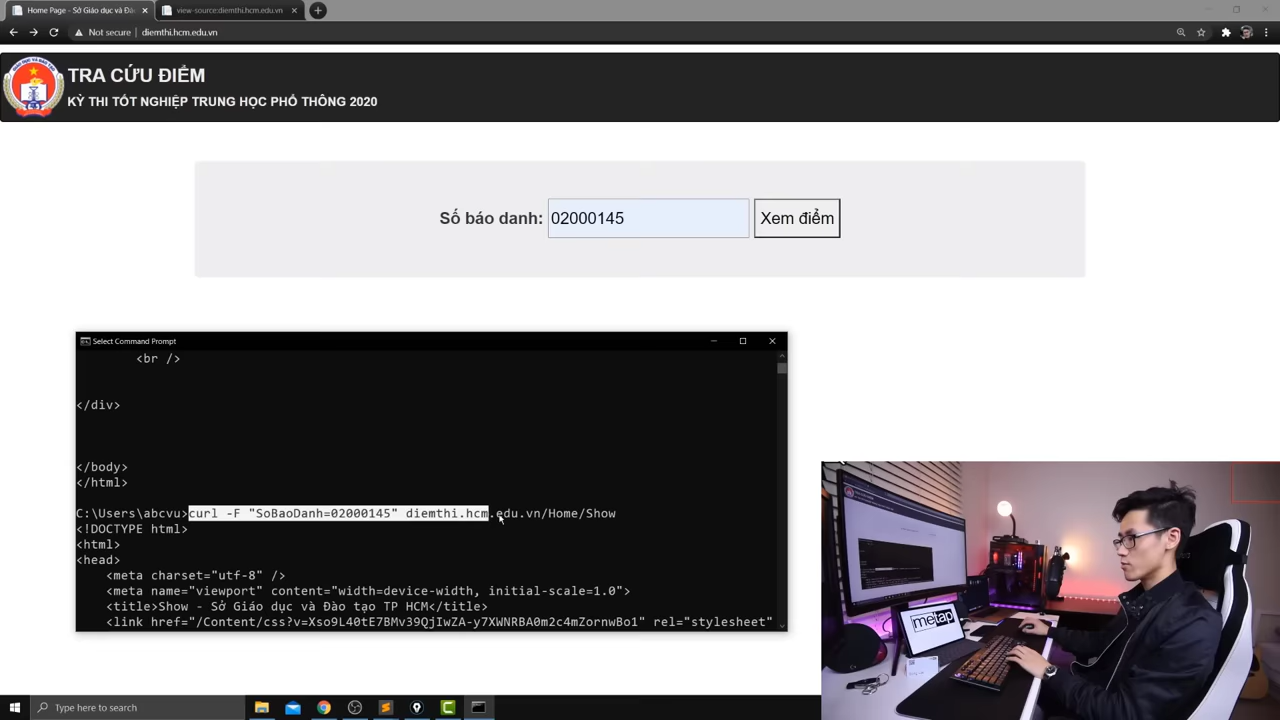 Home Page - Sở Giáo dục và Đà
view-source:diemthi.hcm.edu.vn
Not secure
diemthi.hcm.edu.vn
TRA CỨU ĐIỂM
KỲ THI TỐT NGHIỆP TRUNG HỌC PHỔ THÔNG 2020
Số báo danh:
02000145
Xem điểm
Select Command Prompt
<br />
</div>
</body>
</html>
C:\Users\abcvu>curl -F "SoBaoDanh=02000145" diemthi.hcm.edu.vn/Home/Show
<!DOCTYPE html>
<html>
<head>
<meta charset="utf-8" />
<meta name="viewport" content="width=device-width, initial-scale=1.0">
<title>Show - Sở Giáo dục và Đào tạo TP HCM</title>
<link href="/Content/css?v=Xso9L40tE7BMv39QjIwZA-y7XWNRBA0m2c4mZornwBo1" rel="stylesheet"
metap
Type here to search